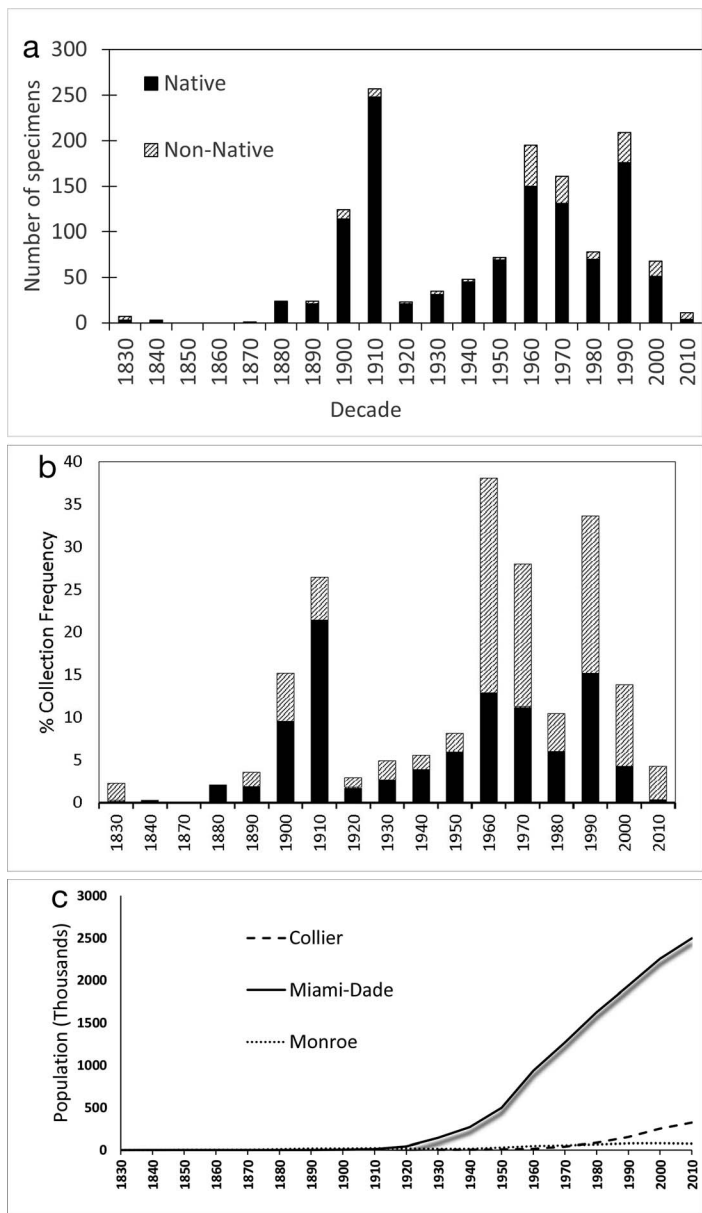 a
Number of specimens
300
250
200
150
100
50
0
Native
Non-Native
1830 1840 1850 1860 1870 1880 1890 1900 1910 1920 1930 1940 1950 1960 1970 1980 1990 2000 2010
Decade
b
% Collection Frequency
40
35
30
25
20
15
10
5
0
1830 1840 1870 1880 1890 1900 1910 1920 1930 1940 1950 1960 1970 1980 1990 2000 2010
c
Population (Thousands)
3000
2500
2000
1500
1000
500
0
Collier
Miami-Dade
Monroe
1830 1840 1850 1860 1870 1880 1890 1900 1910 1920 1930 1940 1950 1960 1970 1980 1990 2000 2010